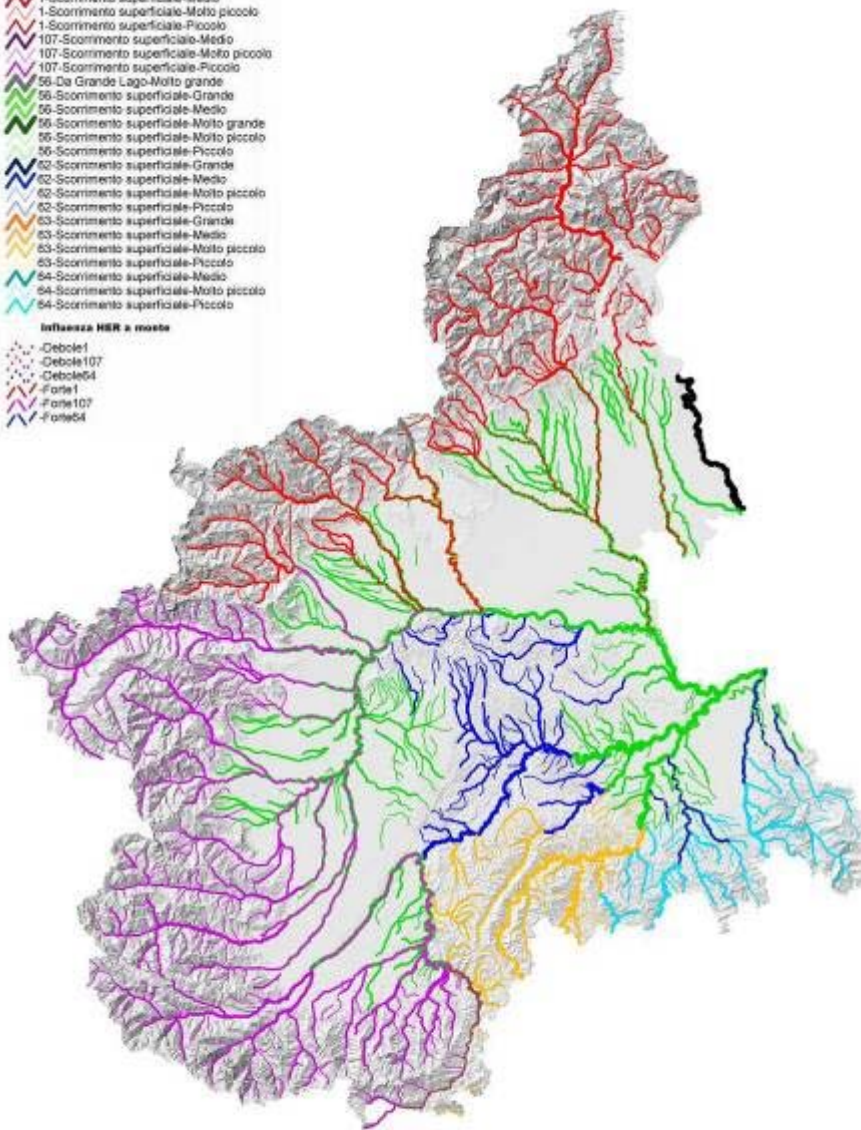 1-Scorrimento superficiale-Molto piccolo
1-Scorrimento superficiale-Piccolo
107-Scorrimento superficiale-Medio
107-Scorrimento superficiale-Molto piccolo
107-Scorrimento superficiale-Piccolo
56-Da Grande Lago-Molto grande
56-Scorrimento superficiale-Grande
56-Scorrimento superficiale-Medio
56-Scorrimento superficiale-Molto grande
56-Scorrimento superficiale-Molto piccolo
56-Scorrimento superficiale-Piccolo
62-Scorrimento superficiale-Grande
62-Scorrimento superficiale-Medio
62-Scorrimento superficiale-Molto piccolo
62-Scorrimento superficiale-Piccolo
63-Scorrimento superficiale-Grande
63-Scorrimento superficiale-Medio
63-Scorrimento superficiale-Molto piccolo
63-Scorrimento superficiale-Piccolo
64-Scorrimento superficiale-Medio
64-Scorrimento superficiale-Molto piccolo
64-Scorrimento superficiale-Piccolo
Influenza HER a monte
-Debole1
-Debole107
-Debole64
-Forte1
-Forte107
-Forte64